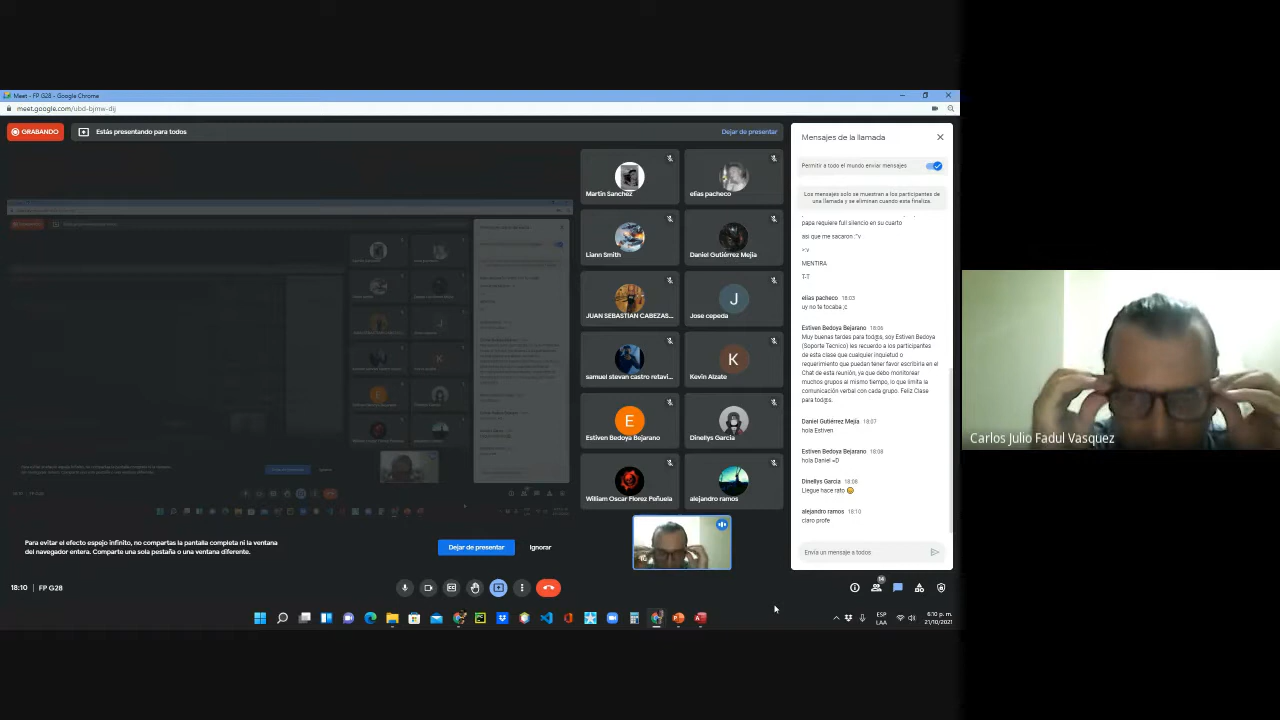 Meet - FP G28 - Google Chrome
meet.google.com/ubd-bjmw-dij
GRABANDO
Estás presentando para todos
Dejar de presentar
Martin Sanchez
elias pacheco
Liann Smith
Daniel Gutiérrez Mejía
JUAN SEBASTIAN CABEZAS...
J
Jose cepeda
samuel stevan castro retavi...
K
Kevin Alzate
E
Estiven Bedoya Bejarano
Dinellys Garcia
William Oscar Florez Peñuela
alejandro ramos
Tú
Para evitar el efecto espejo infinito, no compartas la pantalla completa ni la ventana
del navegador entera. Comparte una sola pestaña o una ventana diferente.
Dejar de presentar
Ignorar
18:10 | FP G28
14
Mensajes de la llamada
Permitir a todo el mundo enviar mensajes
Los mensajes solo se muestran a los participantes de
una llamada y se eliminan cuando esta finaliza.
papa requiere full silencio en su cuarto
asi que me sacaron :"v
>:v
MENTIRA
T-T
elias pacheco 18:03
uy no te tocaba ;c
Estiven Bedoya Bejarano 18:06
Muy buenas tardes para tod@s, soy Estiven Bedoya
(Soporte Tecnico) les recuerdo a los participantes
de esta clase que cualquier inquietud o
requerimiento que puedan tener favor escribirla en el
Chat de esta reunión, ya que debo monitorear
muchos grupos al mismo tiempo, lo que limita la
comunicación verbal con cada grupo. Feliz Clase
para tod@s.
Daniel Gutiérrez Mejía 18:07
hola Estiven
Estiven Bedoya Bejarano 18:08
hola Daniel =D
Dinellys Garcia 18:08
Llegue hace rato
alejandro ramos 18:10
claro profe
Envía un mensaje a todos
ESP
LAA
6:10 p. m.
21/10/2021
Carlos Julio Fadul Vasquez